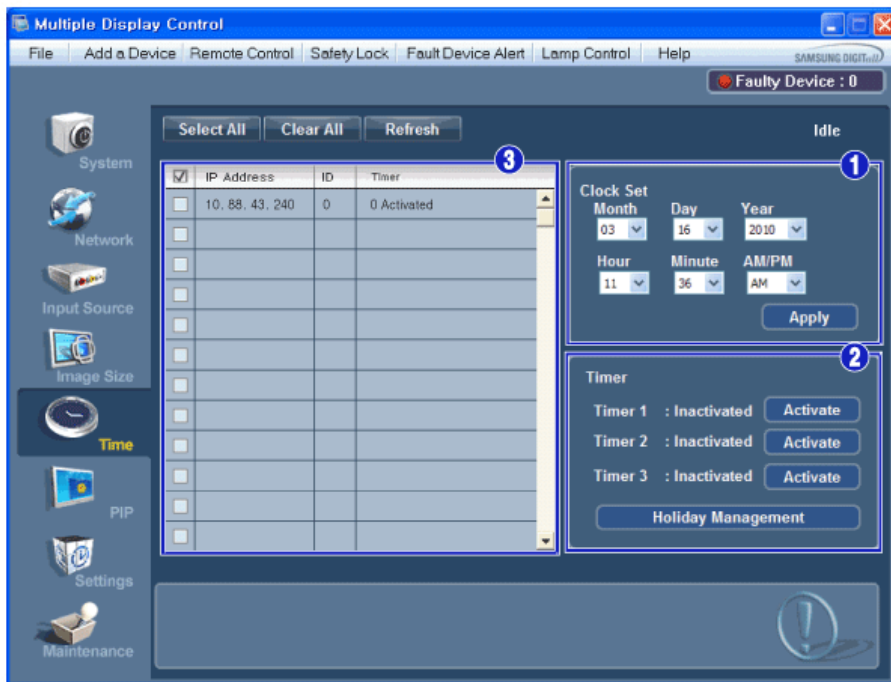 Multiple Display Control
File Add a Device Remote Control Safety Lock Fault Device Alert Lamp Control Help SAMSUNG DIGITall
Faulty Device : 0
Select All Clear All Refresh Idle
System
Network
Input Source
Image Size
Time
PIP
Settings
Maintenance
3
IP Address ID Timer
10. 88. 43. 240 0 0 Activated
1
Clock Set
Month Day Year
03 16 2010
Hour Minute AM/PM
11 36 AM
Apply
2
Timer
Timer 1 : Inactivated Activate
Timer 2 : Inactivated Activate
Timer 3 : Inactivated Activate
Holiday Management